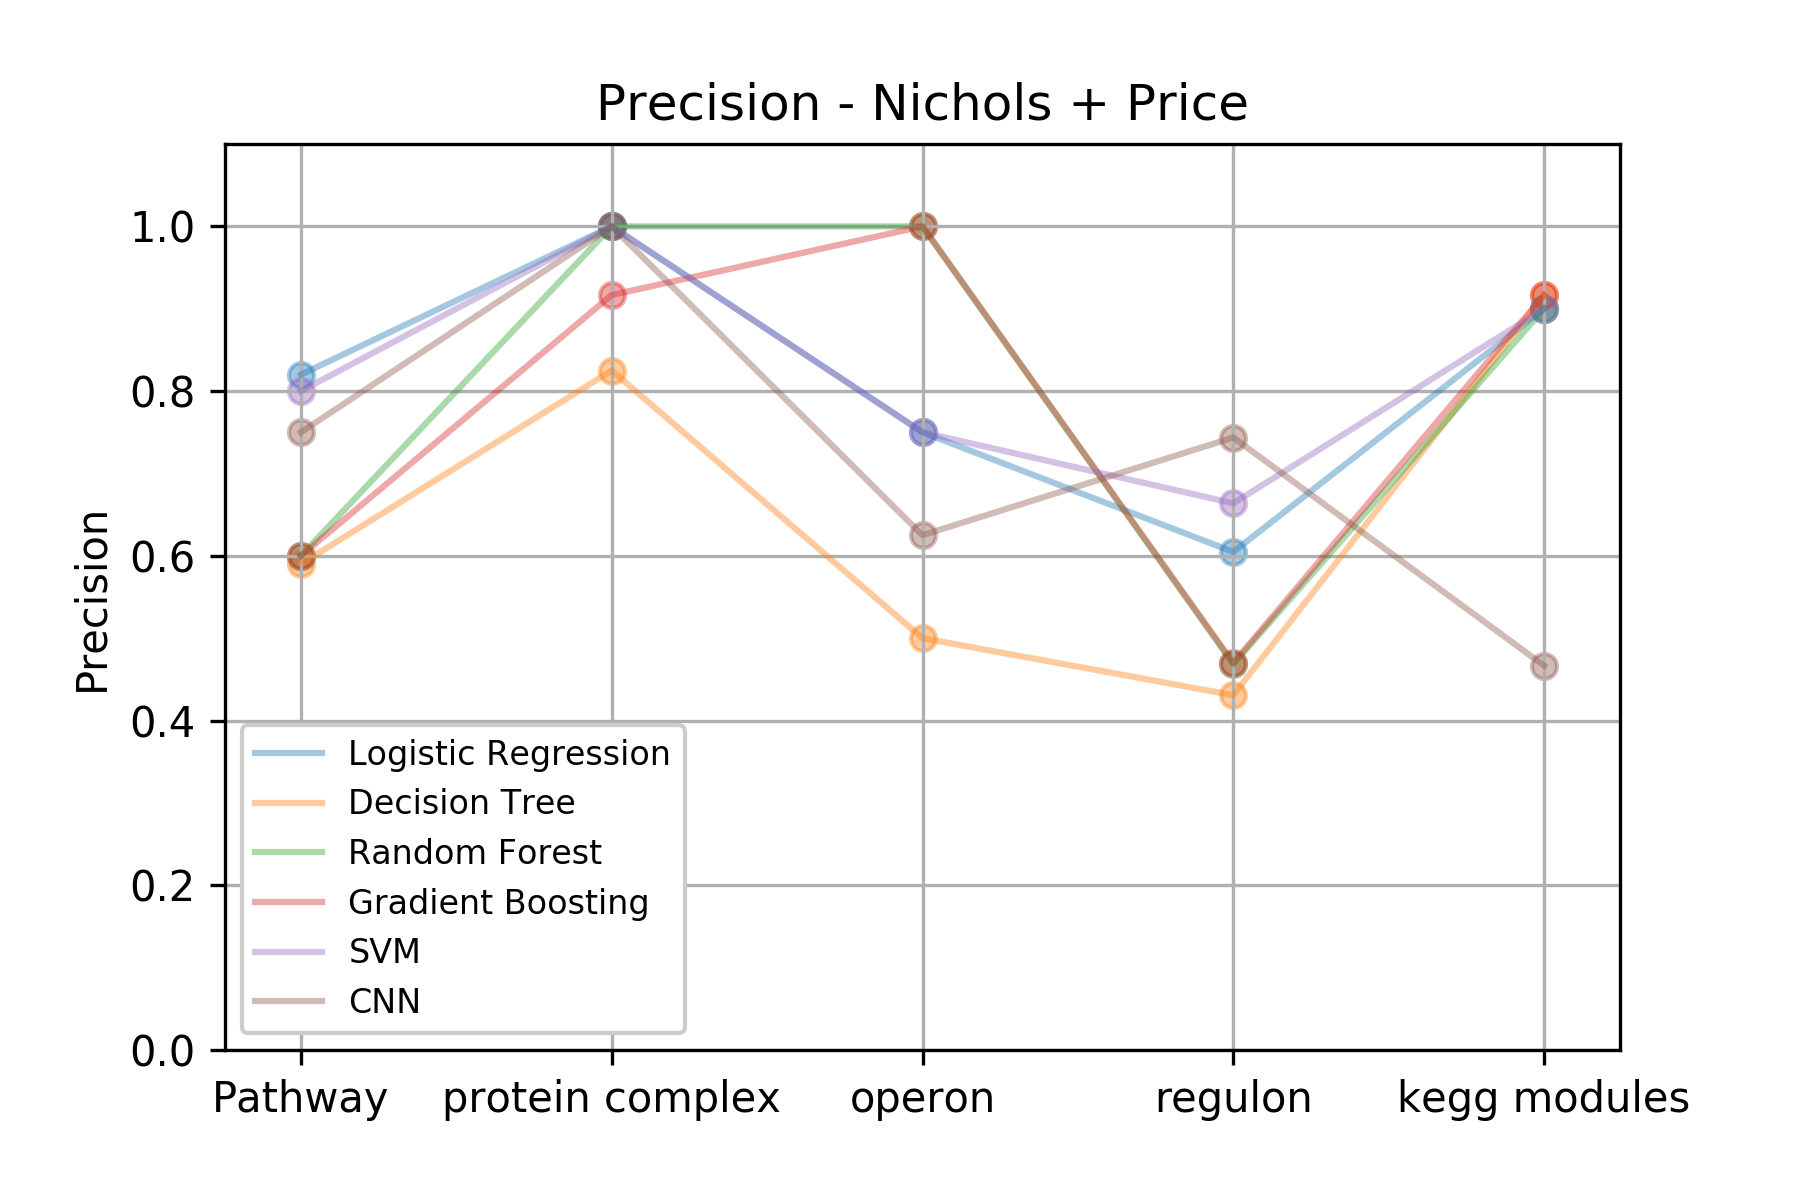 Precision - Nichols + Price
Precision
1.0
0.8
0.6
0.4
0.2
0.0
Logistic Regression
Decision Tree
Random Forest
Gradient Boosting
SVM
CNN
Pathway protein complex operon regulon kegg modules